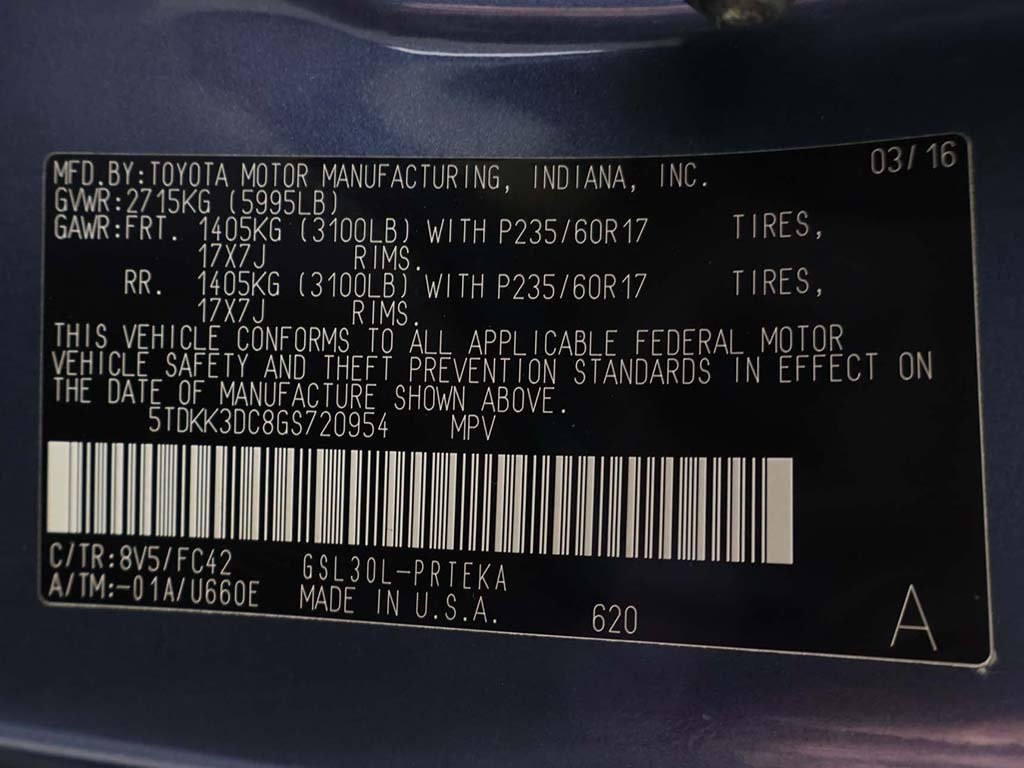 MFD.BY:TOYOTA MOTOR MANUFACTURING, INDIANA, INC. 03/16
GVWR:2715KG (5995LB)
GAWR:FRT. 1405KG (3100LB) WITH P235/60R17 TIRES,
17X7J RIMS.
RR. 1405KG (3100LB) WITH P235/60R17 TIRES,
17X7J RIMS.
THIS VEHICLE CONFORMS TO ALL APPLICABLE FEDERAL MOTOR
VEHICLE SAFETY AND THEFT PREVENTION STANDARDS IN EFFECT ON
THE DATE OF MANUFACTURE SHOWN ABOVE.
5TDKK3DC8GS720954 MPV
C/TR:8V5/FC42 GSL30L-PRTEKA
A/TM:-01A/U660E MADE IN U.S.A. 620 A